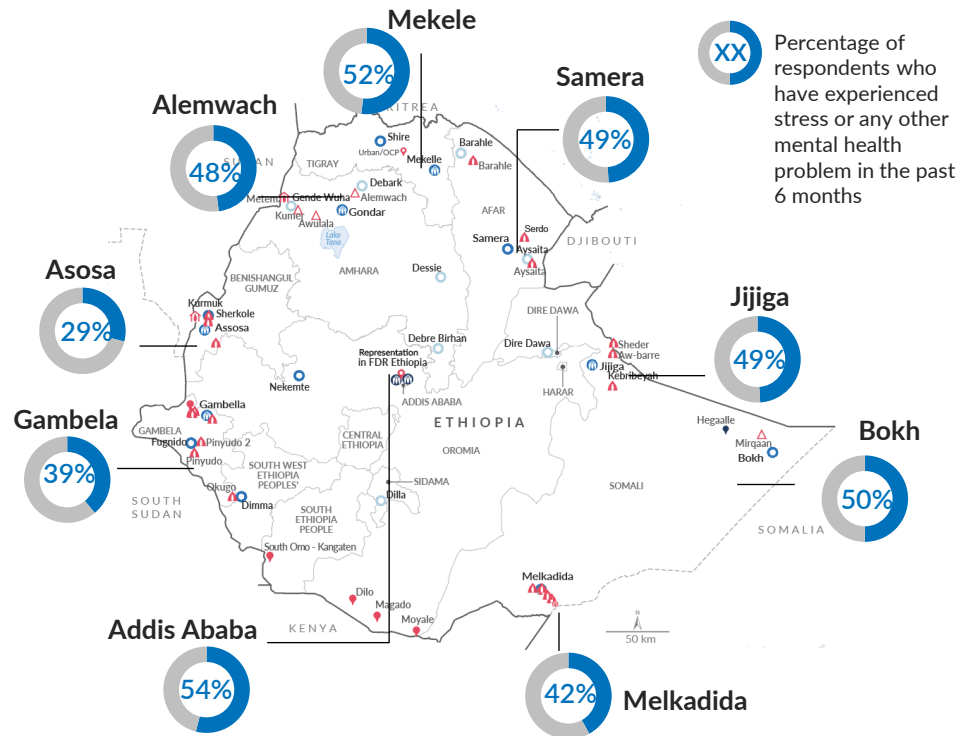 Mekele
52%
XX
Percentage of
respondents who
have experienced
stress or any other
mental health
problem in the past
6 months
Samera
49%
Alemwach
48%
SUDAN
Shire
Urban/OCP
TIGRAY
Mekelle
Barahle
Barahle
Debark
Alemwach
Metema
Gende Wuha
Kumer
Awulala
Gondar
Lake
Tana
AFAR
Serdo
Samera
Aysaita
Aysaita
DJIBOUTI
AMHARA
Dessie
BENISHANGUL
GUMUZ
Asosa
29%
Kurmuk
Sherkole
Assosa
DIRE DAWA
Dire Dawa
Debre Birhan
Jijiga
49%
Sheder
Aw-barre
Jijiga
Kebribeyah
HARAR
Representation
in FDR Ethiopia
ADDIS ABABA
Nekemte
ETHIOPIA
Gambela
39%
Gambella
GAMBELA
Fugnido
Pinyudo 2
Pinyudo
CENTRAL
ETHIOPIA
OROMIA
Hegaalle
Mirqaan
Bokh
Bokh
50%
SOUTH WEST
ETHIOPIA
PEOPLES'
SIDAMA
SOMALI
SOUTH
SUDAN
Okugo
Dimma
Dilla
SOUTH
ETHIOPIA
PEOPLE
SOMALIA
South Omo - Kangaten
Melkadida
Dilo
Magado
Moyale
KENYA
N
50 km
Addis Ababa
54%
42%
Melkadida